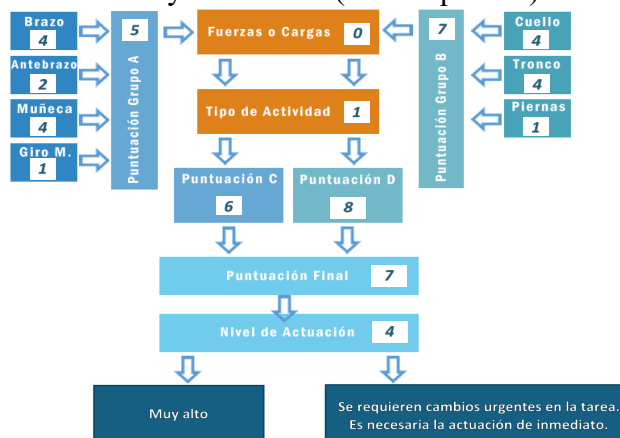 Brazo
4
Antebrazo
2
Muñeca
4
Giro M.
1
5
Puntuación Grupo A
Fuerzas o Cargas 0
Tipo de Actividad 1
7
Puntuación Grupo B
Cuello
4
Tronco
4
Piernas
1
Puntuación C
6
Puntuación D
8
Puntuación Final 7
Nivel de Actuación 4
Muy alto
Se requieren cambios urgentes en la tarea.
Es necesaria la actuación de inmediato.